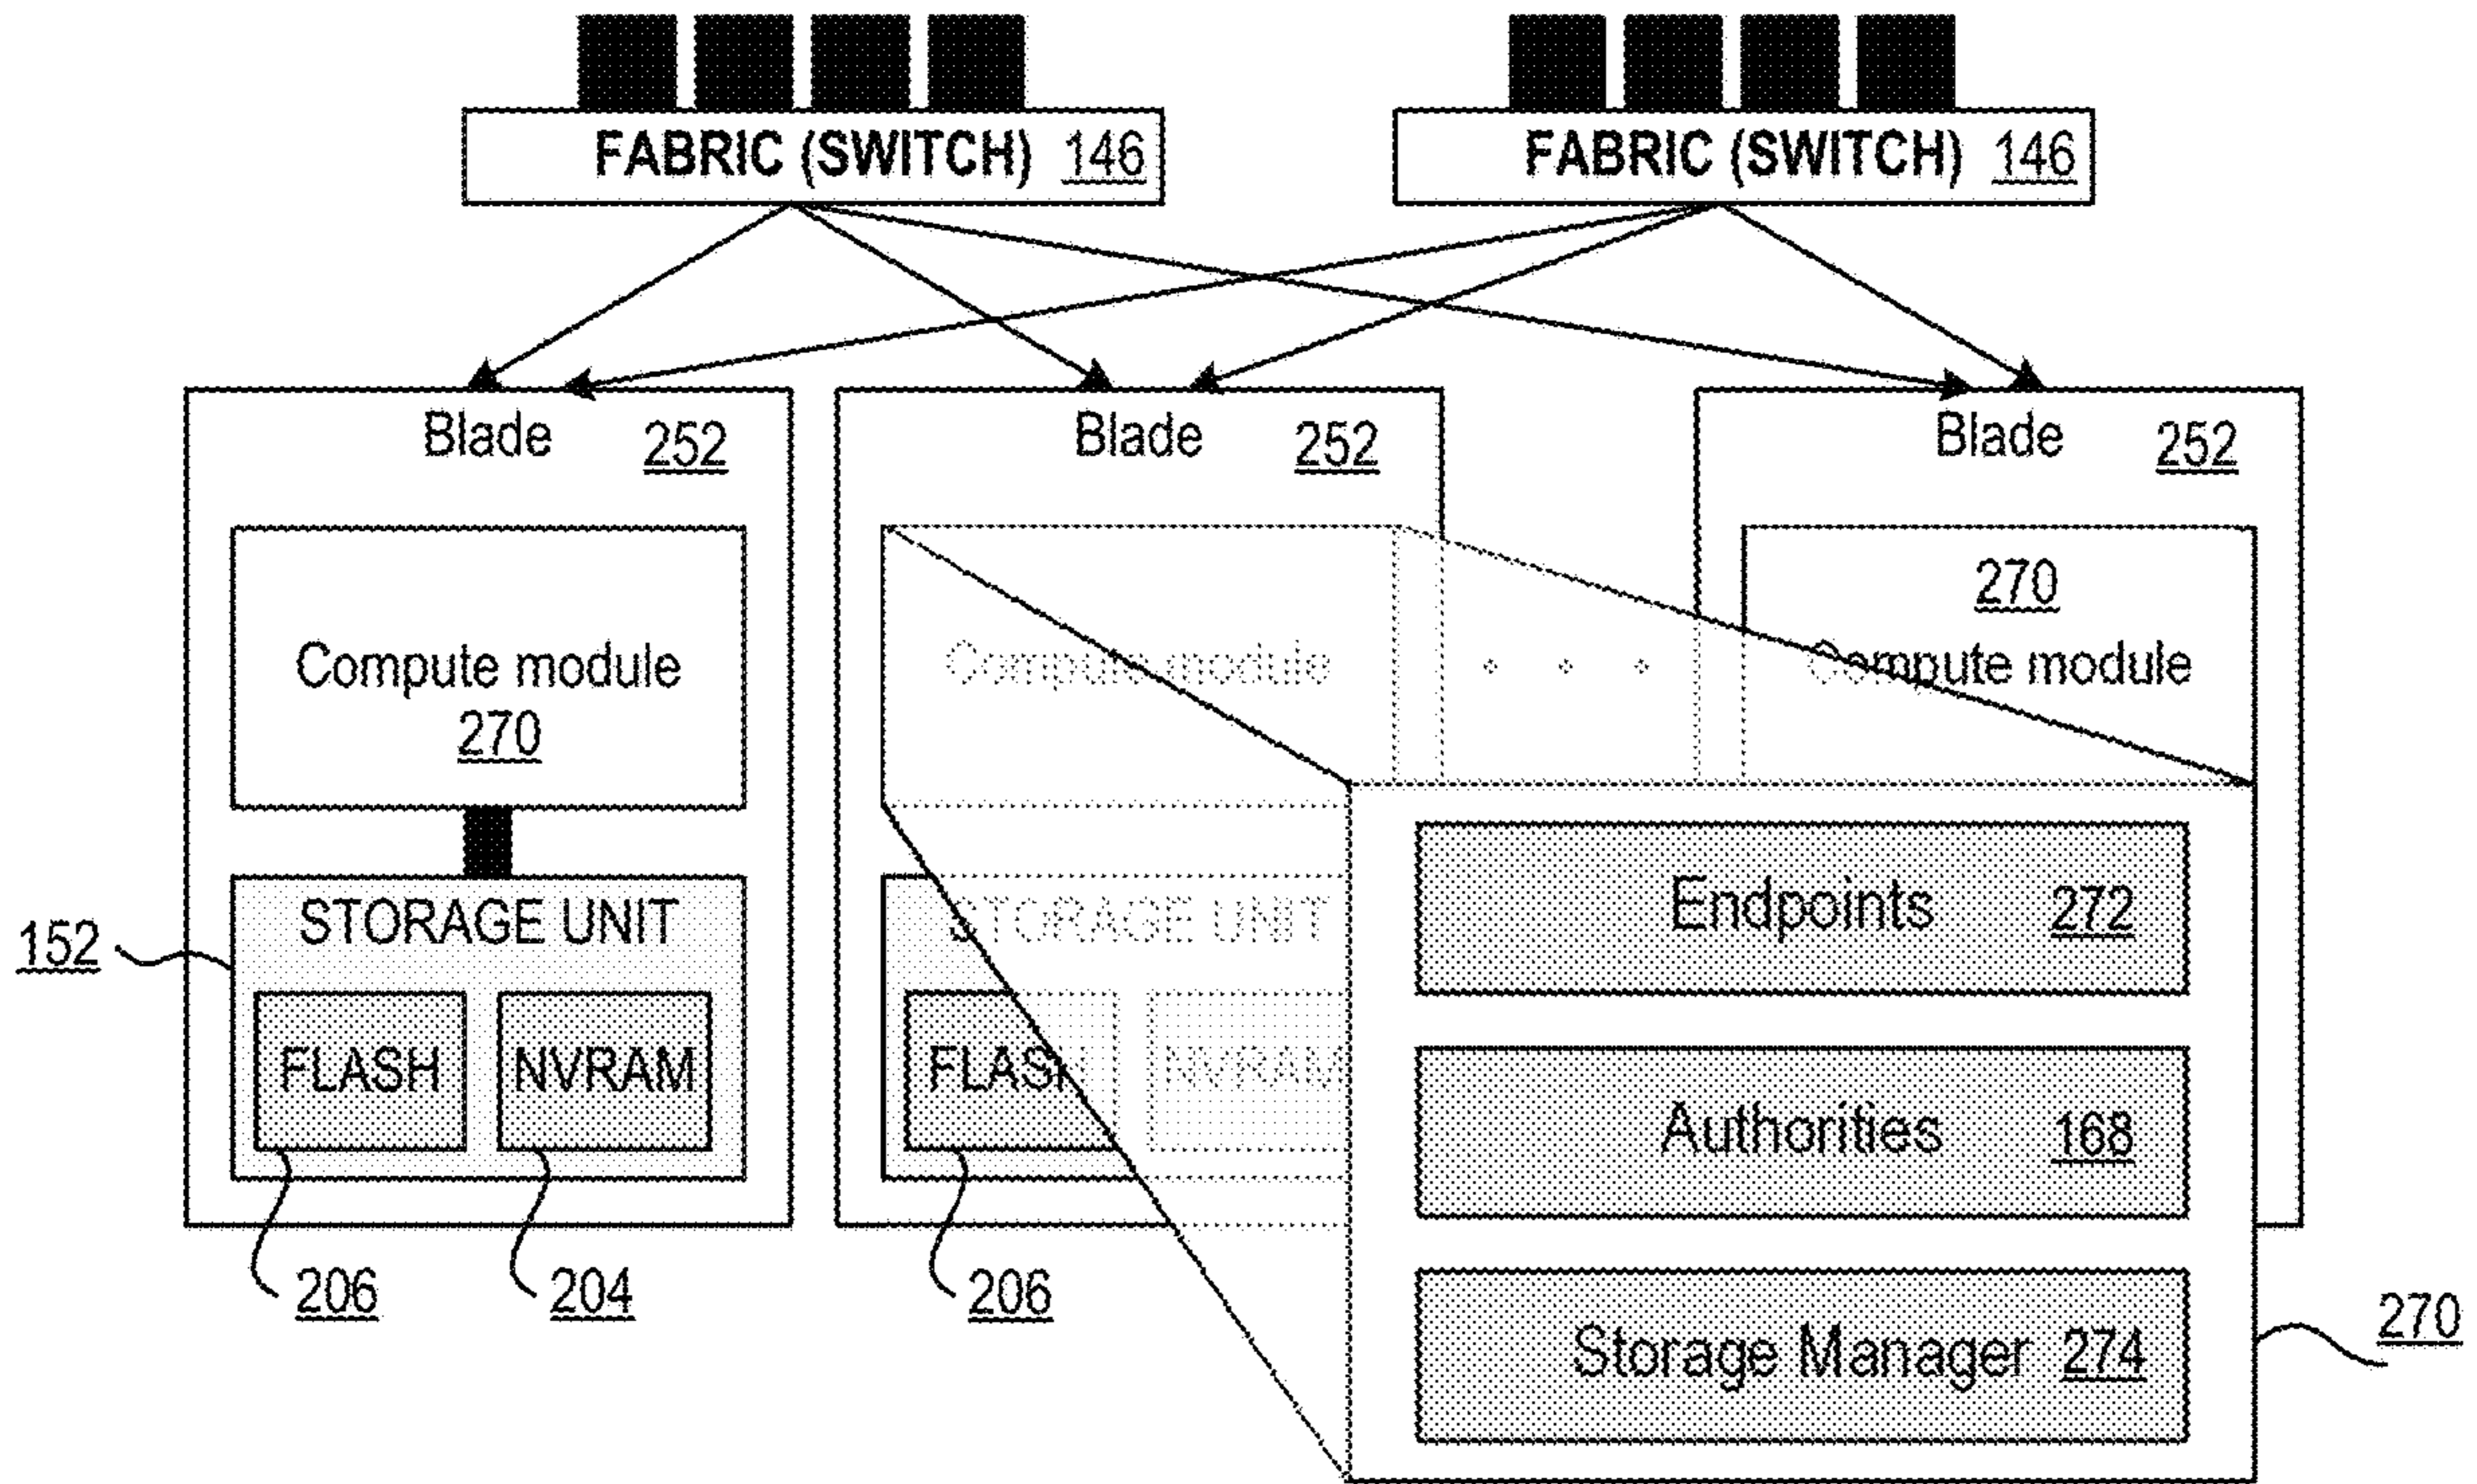 FABRIC (SWITCH) 146
FABRIC (SWITCH) 146
Blade 252
Blade 252
Blade 252
Compute module
270
Compute module
. . .
270
Compute module
STORAGE UNIT
152
FLASH
NVRAM
206
204
STORAGE UNIT
FLASH
NVRAM
206
Endpoints 272
Authorities 168
Storage Manager 274
270